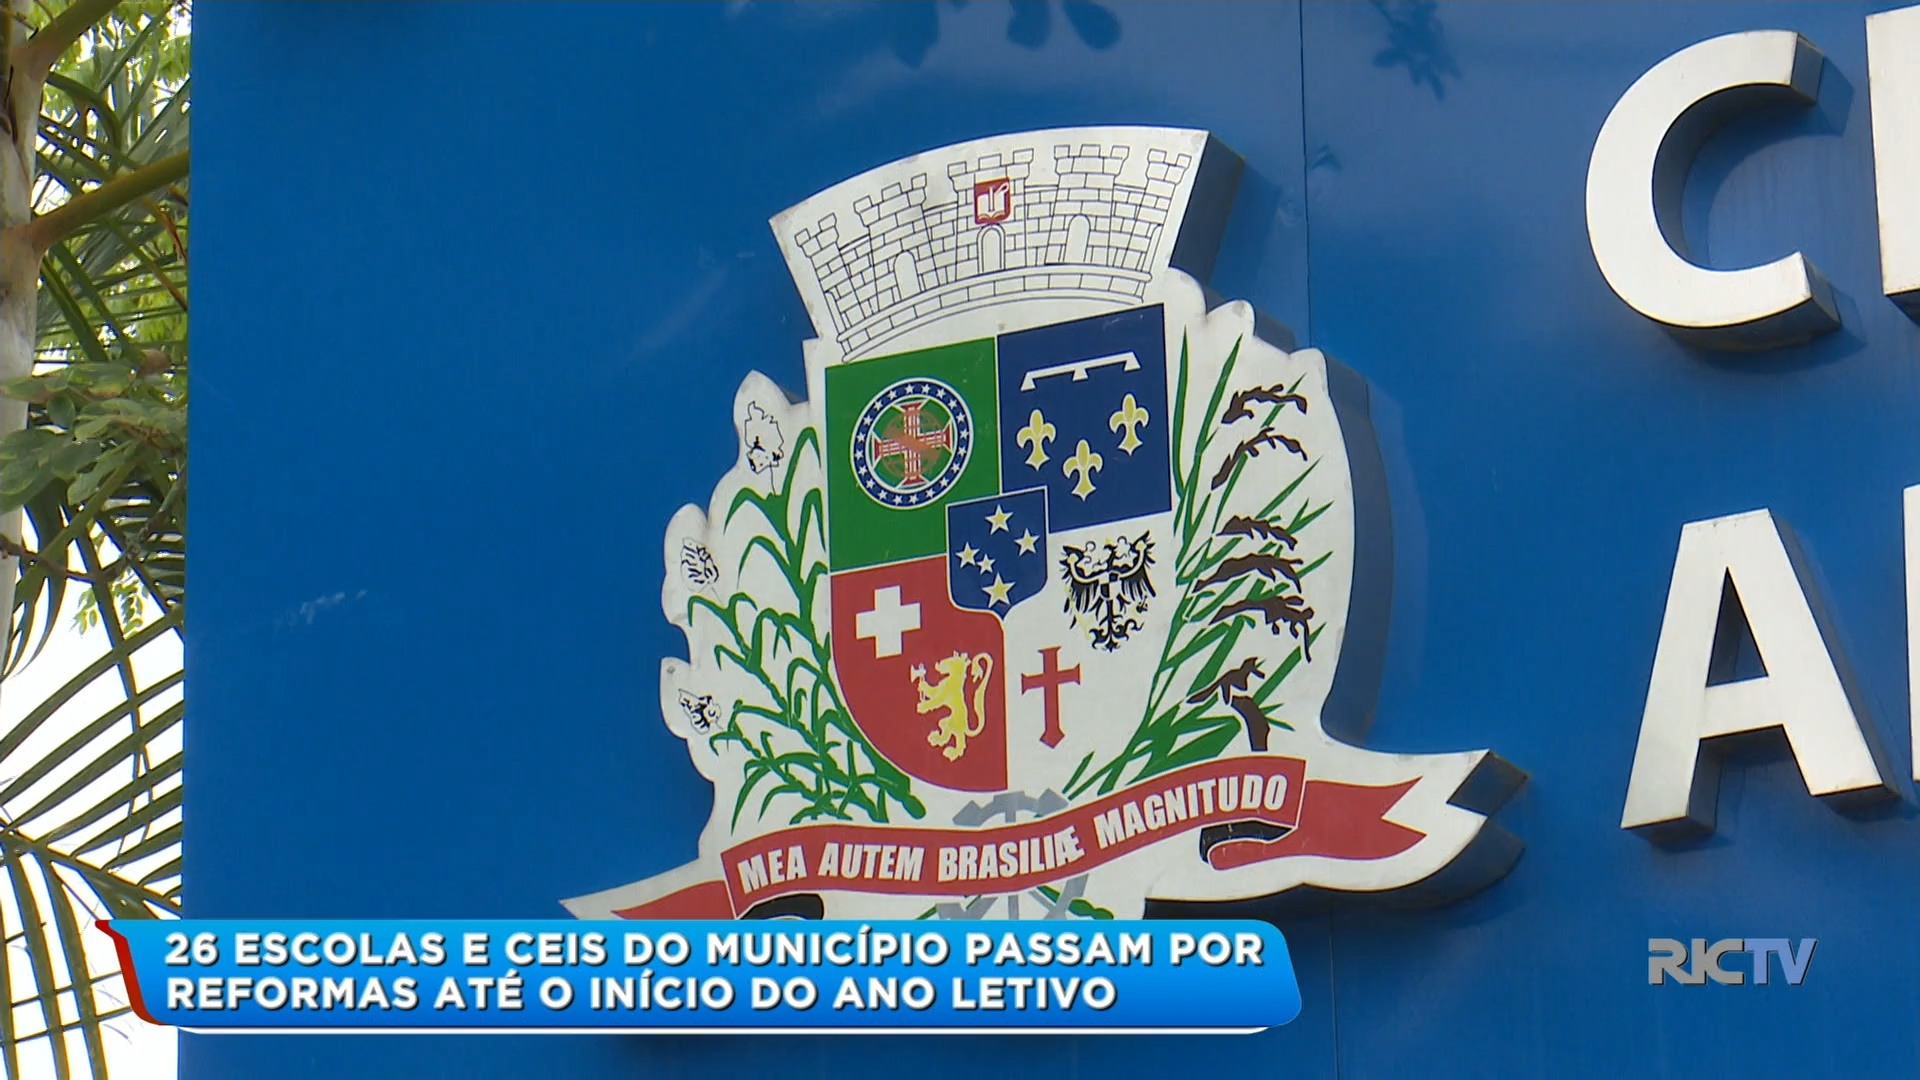 C
A
MEA AUTEM BRASILIÆ MAGNITUDO
26 ESCOLAS E CEIS DO MUNICÍPIO PASSAM POR
REFORMAS ATÉ O INÍCIO DO ANO LETIVO
RICTV